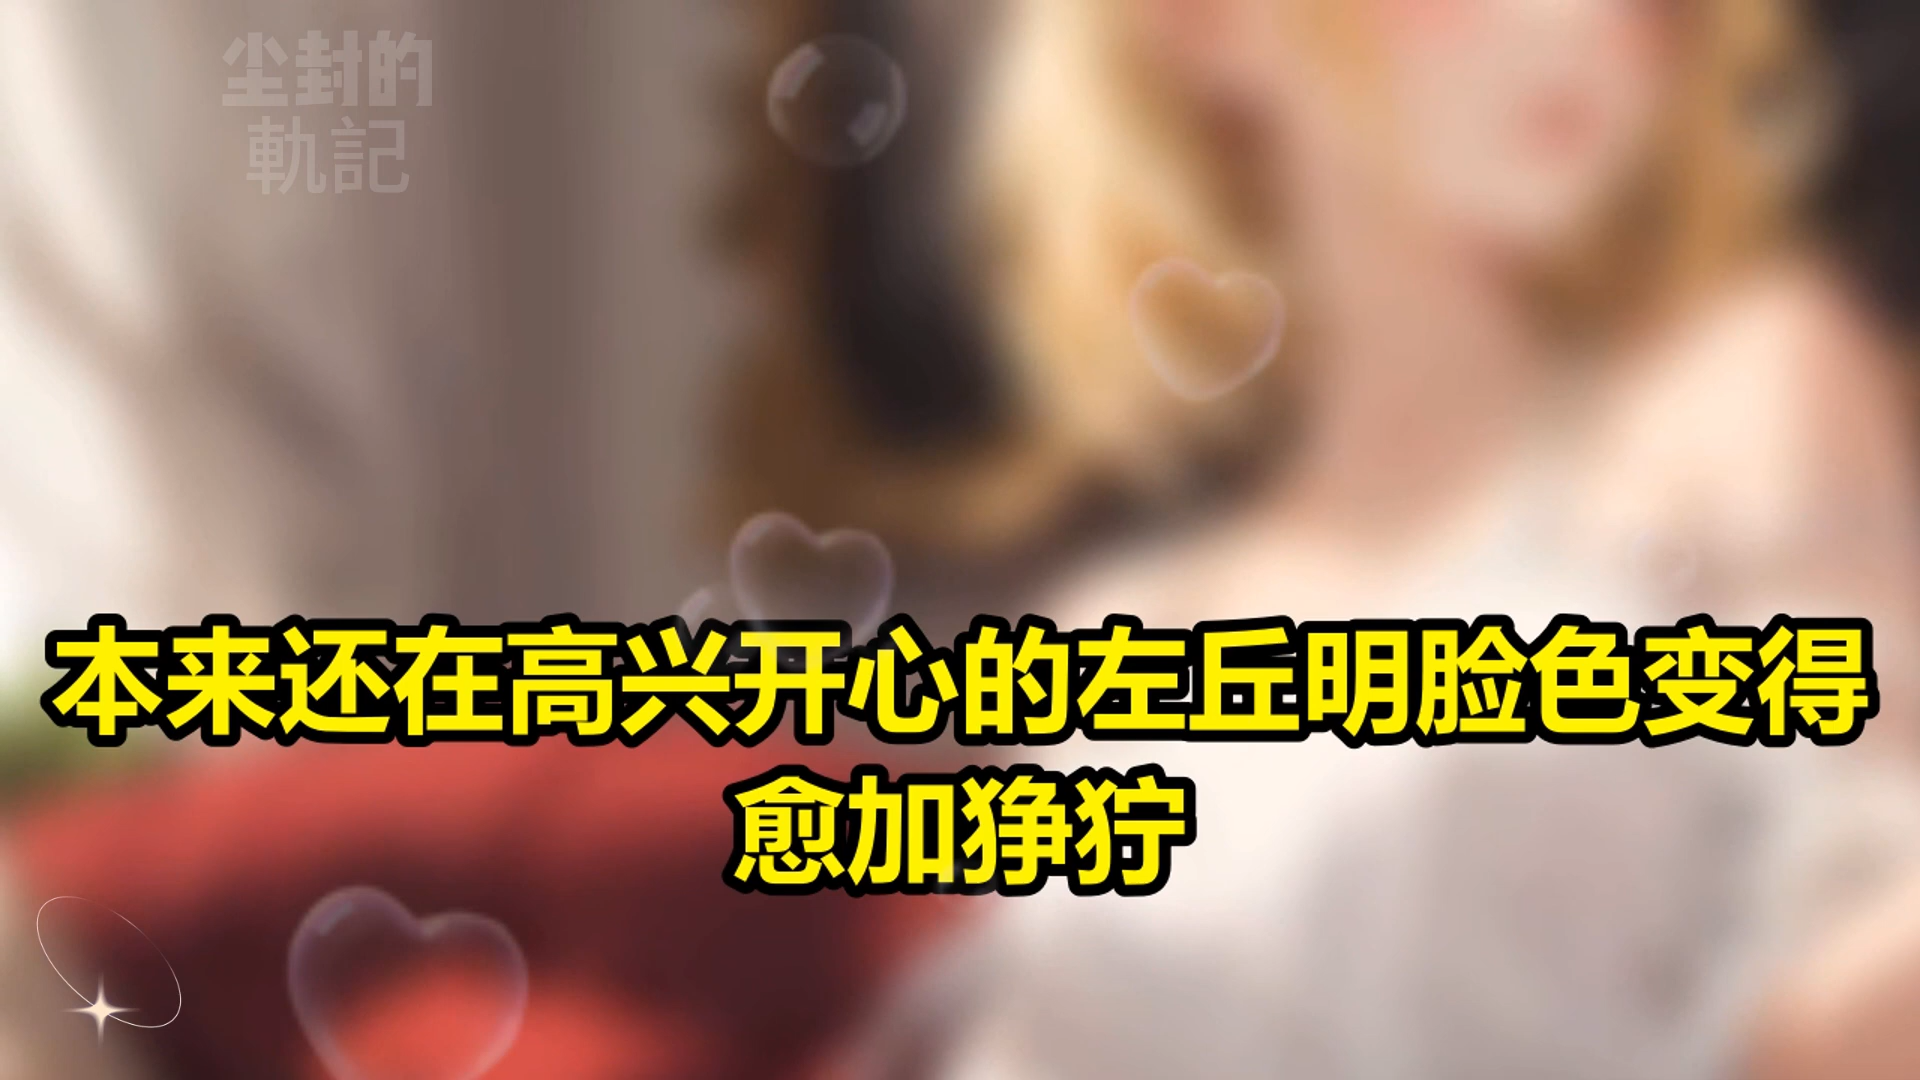 尘封的
軌記
本来还在高兴开心的左丘明脸色变得
愈加狰狞